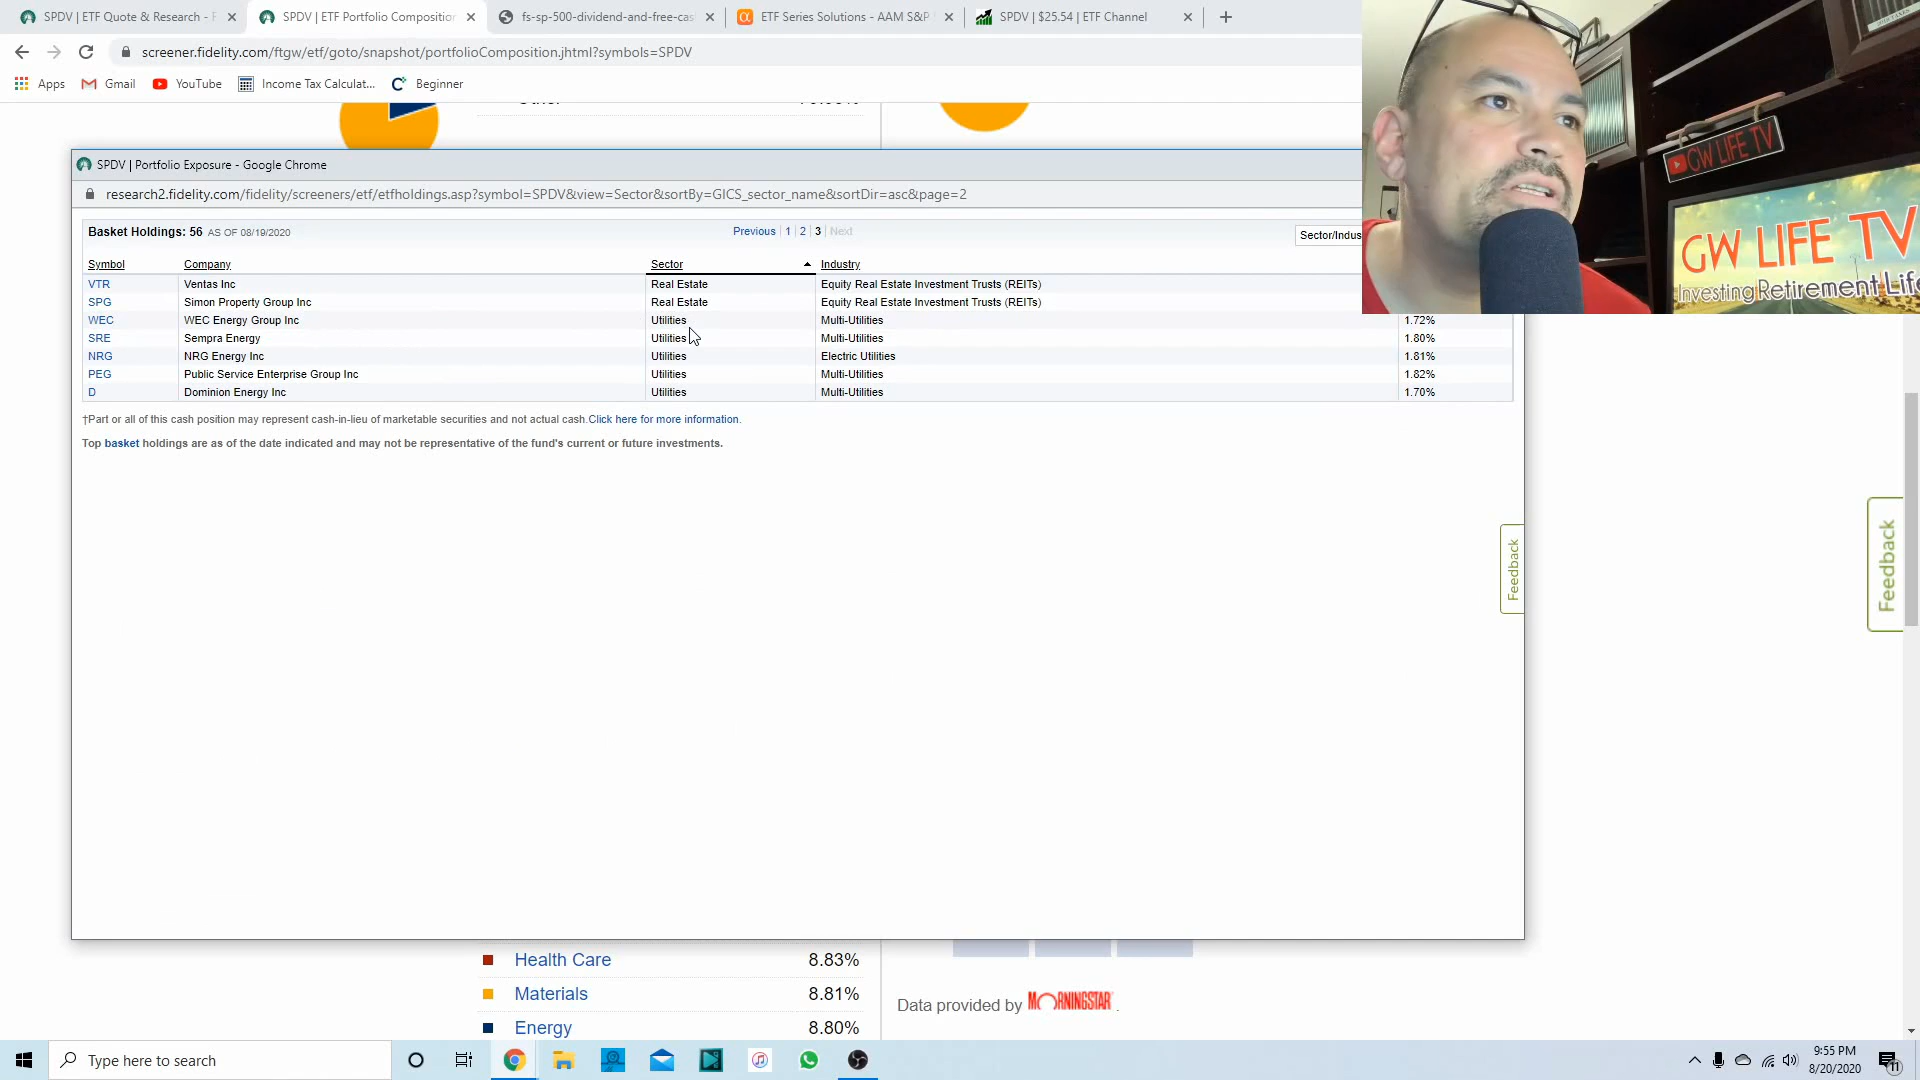 SPDV | ETF Quote & Research - F
SPDV | ETF Portfolio Composition
fs-sp-500-dividend-and-free-cas
ETF Series Solutions - AAM S&P
SPDV | $25.54 | ETF Channel
screener.fidelity.com/ftgw/etf/goto/snapshot/portfolioComposition.jhtml?symbols=SPDV
Apps
Gmail
YouTube
Income Tax Calculat...
Beginner
SPDV | Portfolio Exposure - Google Chrome
research2.fidelity.com/fidelity/screeners/etf/etfholdings.asp?symbol=SPDV&view=Sector&sortBy=GICS_sector_name&sortDir=asc&page=2
Basket Holdings: 56 AS OF 08/19/2020
Previous | 1 | 2 | 3 Next
Sector/Indus
Symbol Company Sector Industry
VTR Ventas Inc Real Estate Equity Real Estate Investment Trusts (REITs)
SPG Simon Property Group Inc Real Estate Equity Real Estate Investment Trusts (REITs)
WEC WEC Energy Group Inc Utilities Multi-Utilities 1.72%
SRE Sempra Energy Utilities Multi-Utilities 1.80%
NRG NRG Energy Inc Utilities Electric Utilities 1.81%
PEG Public Service Enterprise Group Inc Utilities Multi-Utilities 1.82%
D Dominion Energy Inc Utilities Multi-Utilities 1.70%
†Part or all of this cash position may represent cash-in-lieu of marketable securities and not actual cash.Click here for more information.
Top basket holdings are as of the date indicated and may not be representative of the fund's current or future investments.
Feedback
Feedback
Health Care 8.83%
Materials 8.81%
Energy 8.80%
Data provided by MORNINGSTAR .
GW LIFE TV
GW LIFE TV
Investing Retirement Life
Type here to search
9:55 PM
8/20/2020
11